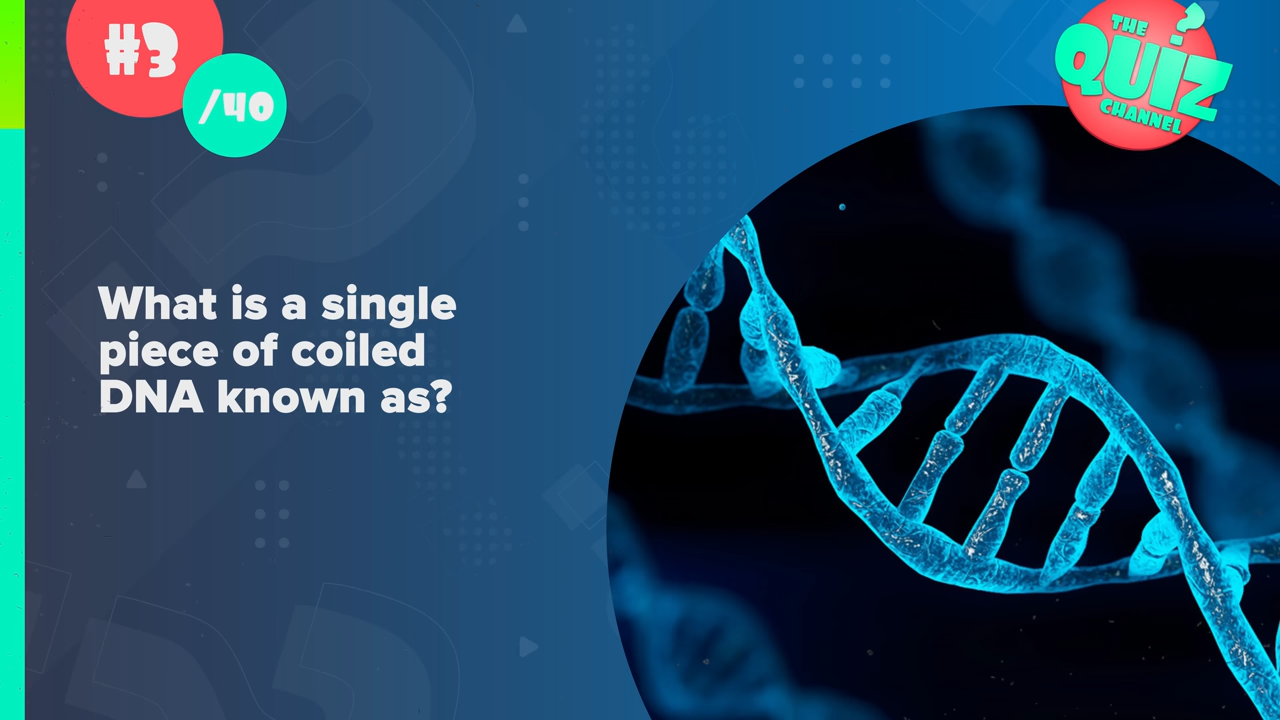 #3
/40
THE
QUIZ
CHANNEL
What is a single
piece of coiled
DNA known as?